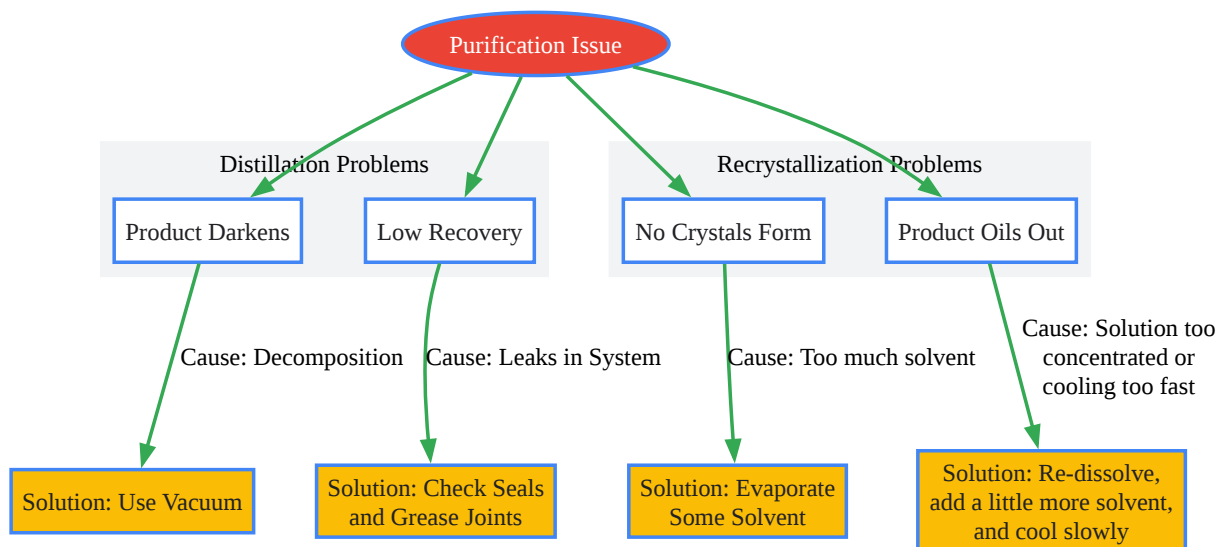 Purification Issue
Distillation Problems
Recrystallization Problems
Product Darkens
Low Recovery
No Crystals Form
Product Oils Out
Cause: Decomposition
Cause: Leaks in System
Cause: Too much solvent
Cause: Solution too
concentrated or
cooling too fast
Solution: Use Vacuum
Solution: Check Seals
and Grease Joints
Solution: Evaporate
Some Solvent
Solution: Re-dissolve,
add a little more solvent,
and cool slowly